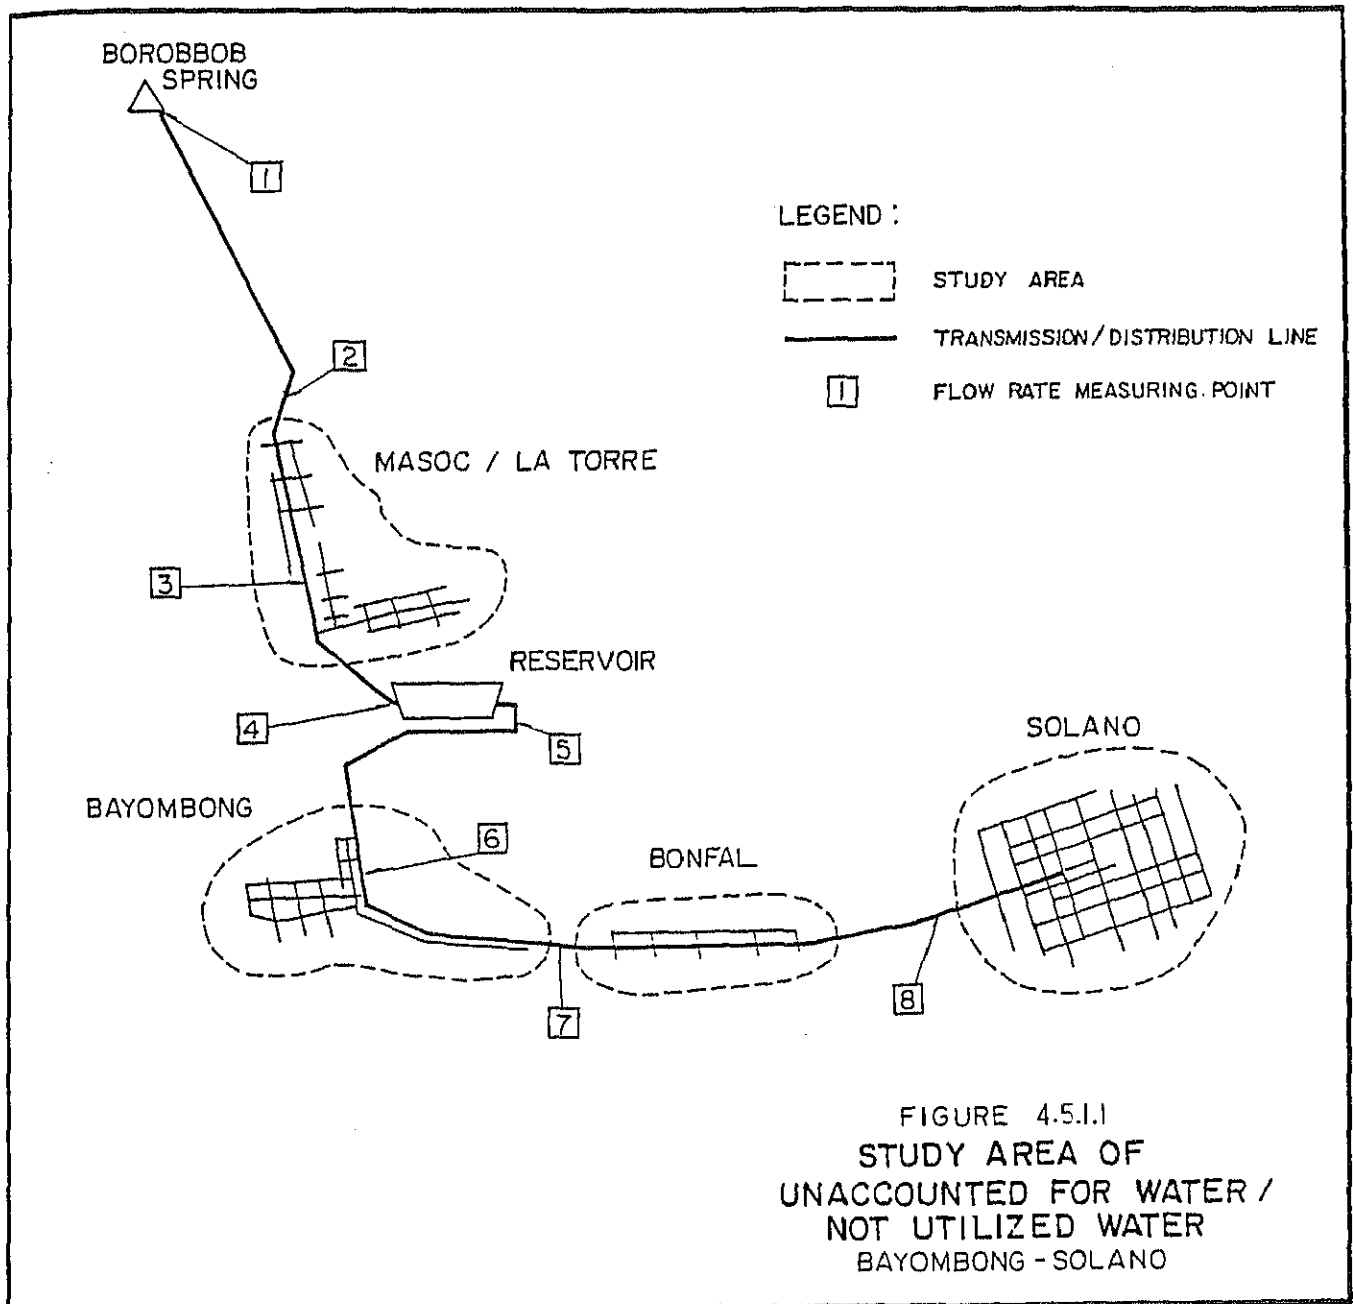 BOROBBOB
SPRING
1
LEGEND :
STUDY AREA
TRANSMISSION/DISTRIBUTION LINE
1 FLOW RATE MEASURING.POINT
2
MASOC / LA TORRE
3
RESERVOIR
4
5
SOLANO
BAYOMBONG
6
BONFAL
7
8
FIGURE 4.5.1.1
STUDY AREA OF
UNACCOUNTED FOR WATER /
NOT UTILIZED WATER
BAYOMBONG - SOLANO